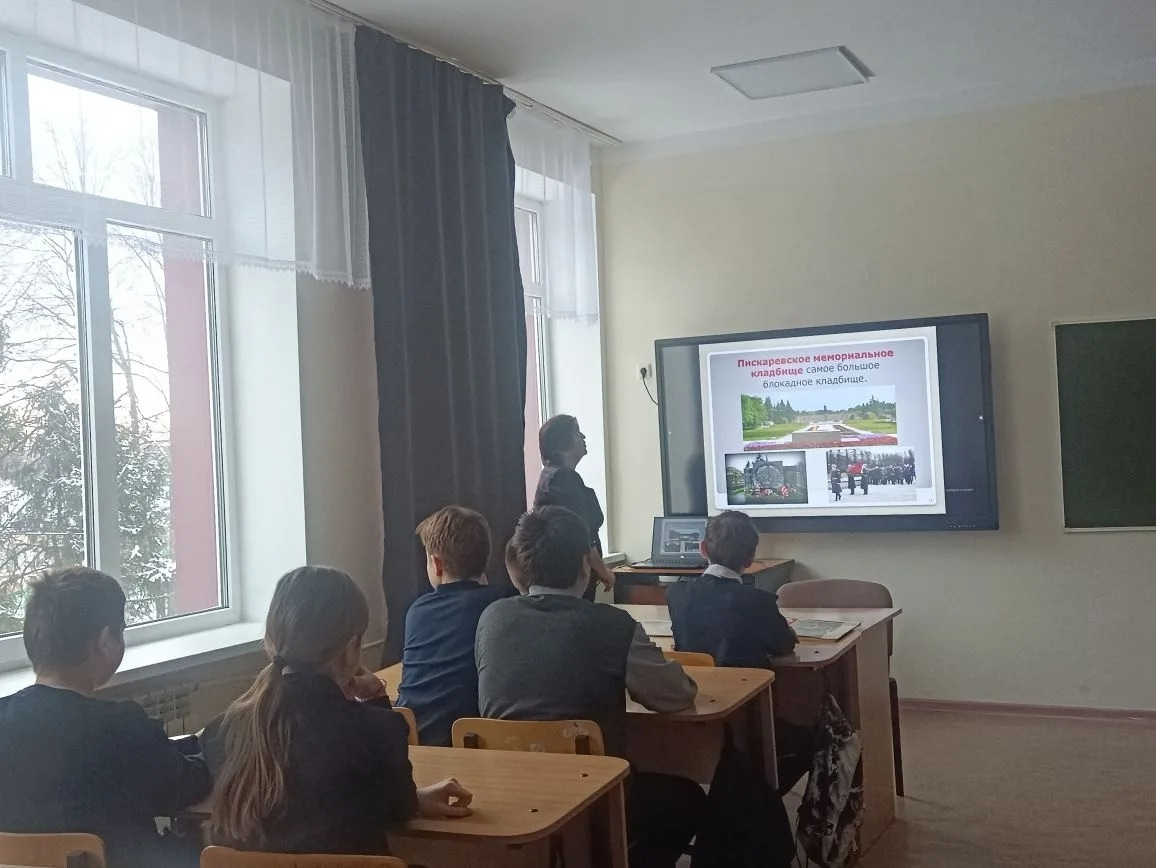 Пискаревское мемориальное
кладбище самое большое
блокадное кладбище.